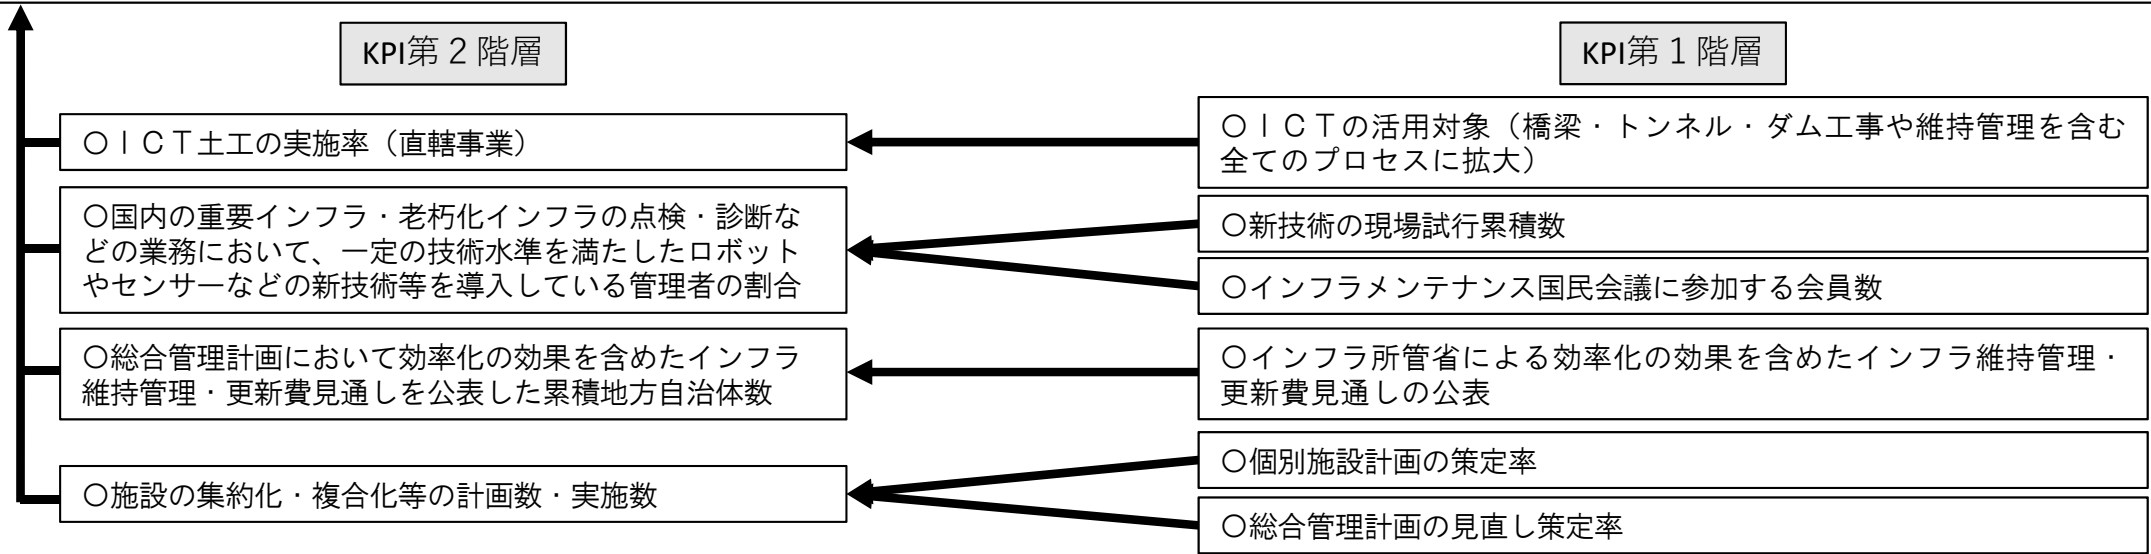 KPI第２階層
KPI第１階層
〇ＩＣＴ土工の実施率（直轄事業）
〇ＩＣＴの活用対象（橋梁・トンネル・ダム工事や維持管理を含む
全てのプロセスに拡大）
〇国内の重要インフラ・老朽化インフラの点検・診断な
どの業務において、一定の技術水準を満たしたロボット
やセンサーなどの新技術等を導入している管理者の割合
〇新技術の現場試行累積数
〇インフラメンテナンス国民会議に参加する会員数
〇総合管理計画において効率化の効果を含めたインフラ
維持管理・更新費見通しを公表した累積地方自治体数
〇インフラ所管省による効率化の効果を含めたインフラ維持管理・
更新費見通しの公表
〇施設の集約化・複合化等の計画数・実施数
〇個別施設計画の策定率
〇総合管理計画の見直し策定率